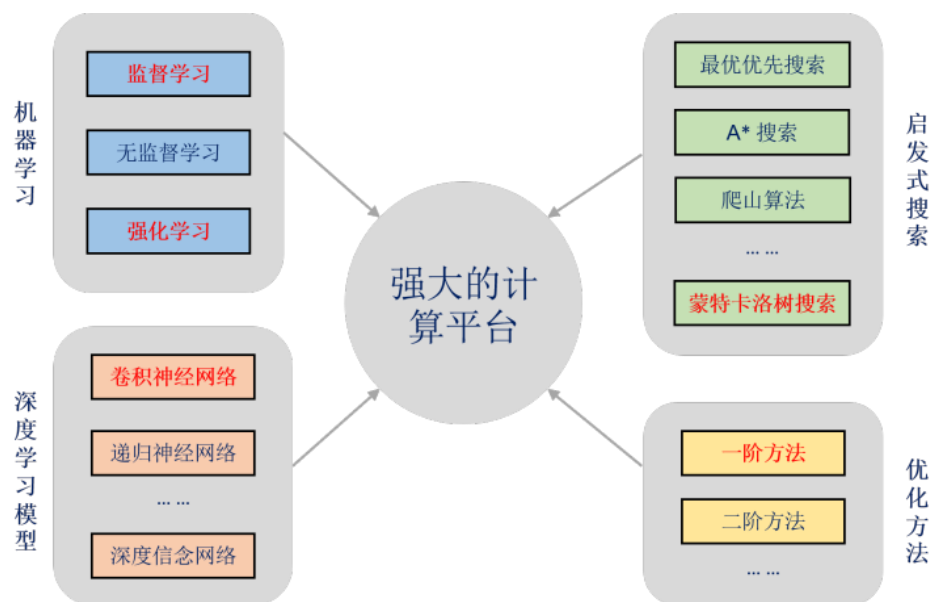 机器学习
监督学习
无监督学习
强化学习
深度学习模型
卷积神经网络
递归神经网络
... ...
深度信念网络
强大的计
算平台
启发式搜索
最优优先搜索
A* 搜索
爬山算法
... ...
蒙特卡洛树搜索
优化方法
一阶方法
二阶方法
... ...